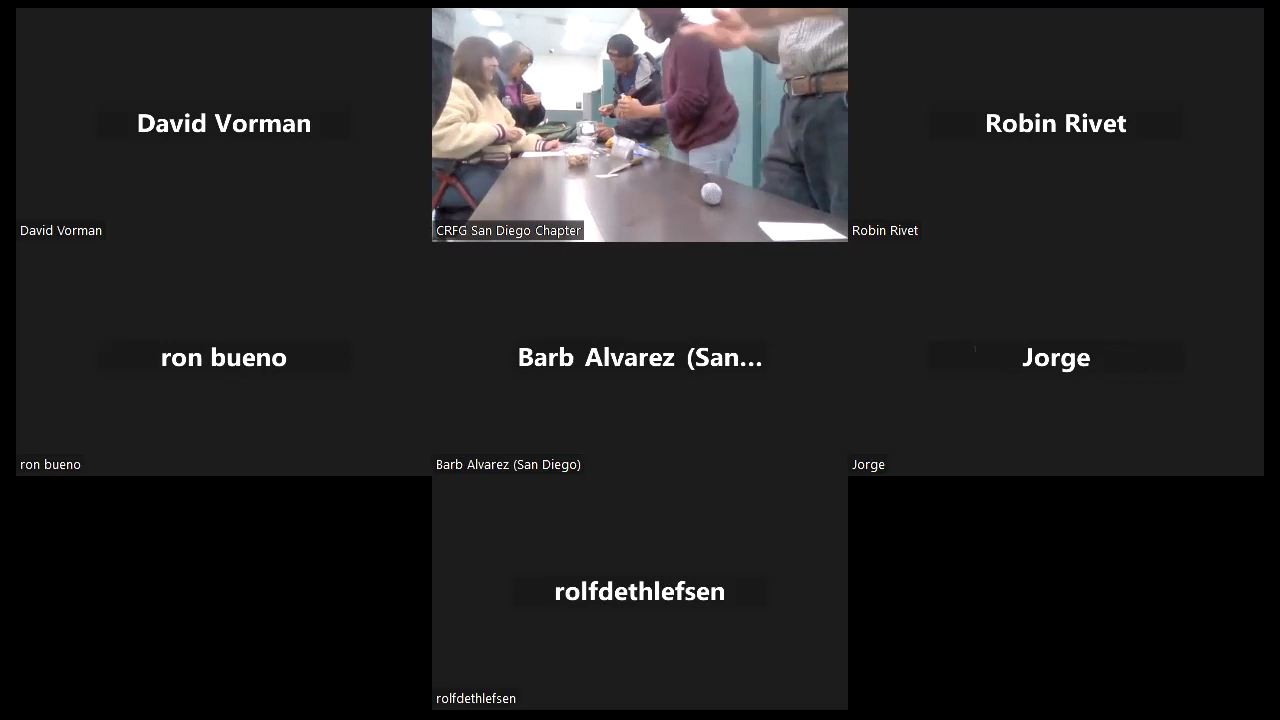 David Vorman
David Vorman
CRFG San Diego Chapter
Robin Rivet
Robin Rivet
ron bueno
ron bueno
Barb Alvarez (San...
Barb Alvarez (San Diego)
Jorge
Jorge
rolfdethlefsen
rolfdethlefsen